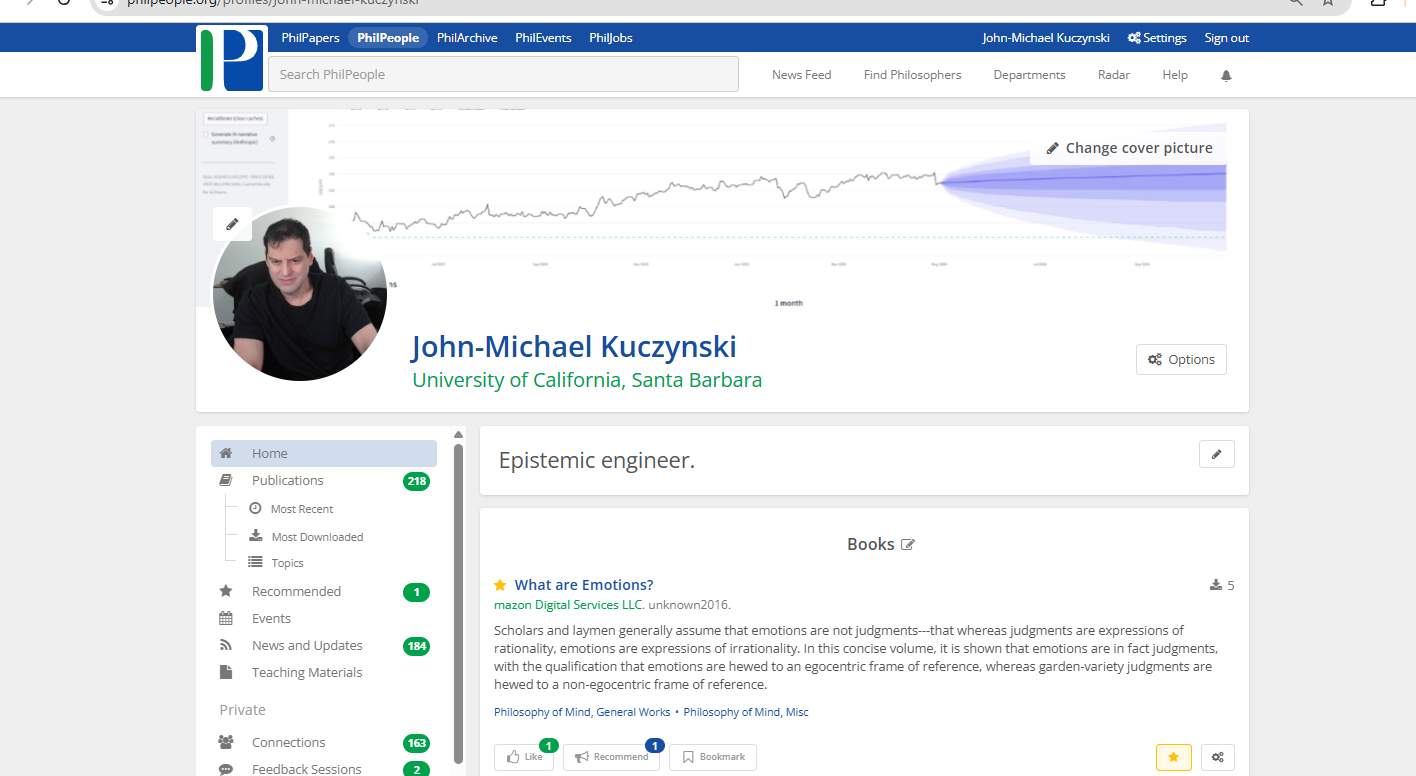 philpeople.org/profiles/john-michael-kuczynski
PhilPapers PhilPeople PhilArchive PhilEvents PhilJobs
John-Michael Kuczynski Settings Sign out
P
Search PhilPeople
News Feed Find Philosophers Departments Radar Help
Recalibrate (clear caches)
Generate
summary
Change cover picture
ns
1 month
John-Michael Kuczynski
University of California, Santa Barbara
Options
Home
Publications 218
Most Recent
Most Downloaded
Topics
Recommended 1
Events
News and Updates 184
Teaching Materials
Private
Connections 163
Feedback Sessions 2
Epistemic engineer.
Books
What are Emotions? 5
mazon Digital Services LLC. unknown2016.
Scholars and laymen generally assume that emotions are not judgments---that whereas judgments are expressions of
rationality, emotions are expressions of irrationality. In this concise volume, it is shown that emotions are in fact judgments,
with the qualification that emotions are hewed to an egocentric frame of reference, whereas garden-variety judgments are
hewed to a non-egocentric frame of reference.
Philosophy of Mind, General Works • Philosophy of Mind, Misc
Like 1 Recommend 1 Bookmark